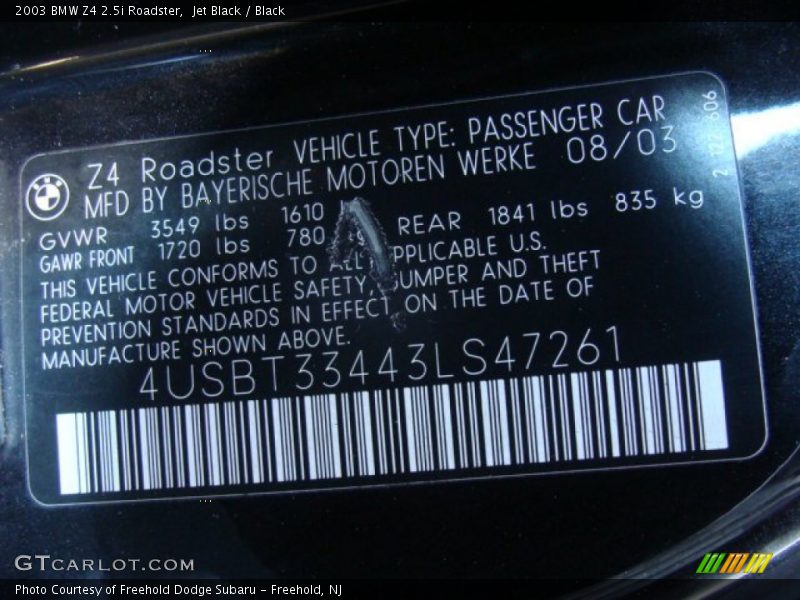 2003 BMW Z4 2.5i Roadster, Jet Black / Black
Z4 Roadster VEHICLE TYPE: PASSENGER CAR
MFD BY BAYERISCHE MOTOREN WERKE 08/03
GVWR 3549 lbs 1610
GAWR FRONT 1720 lbs 780 REAR 1841 lbs 835 kg
THIS VEHICLE CONFORMS TO ALL APPLICABLE U.S.
FEDERAL MOTOR VEHICLE SAFETY, BUMPER AND THEFT
PREVENTION STANDARDS IN EFFECT ON THE DATE OF
MANUFACTURE SHOWN ABOVE.
4USBT33443LS47261
GTCARLOT.COM
Photo Courtesy of Freehold Dodge Subaru - Freehold, NJ